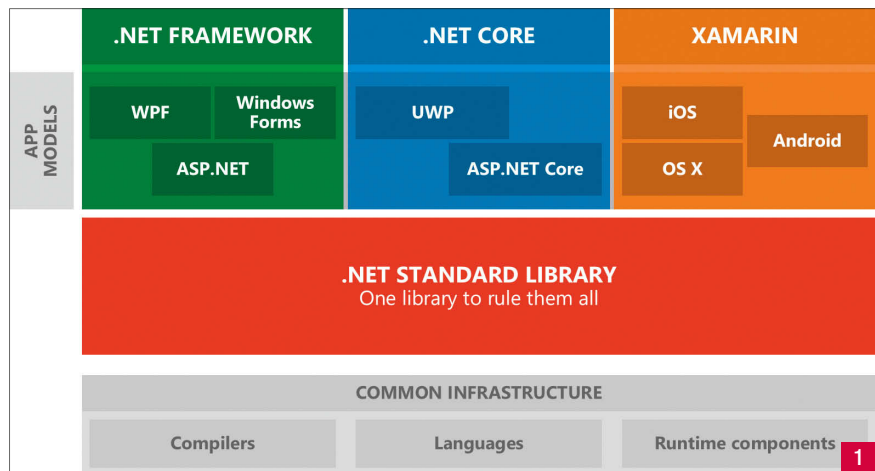 .NET FRAMEWORK
.NET CORE
XAMARIN
APP
MODELS
WPF
Windows
Forms
ASP.NET
UWP
ASP.NET Core
iOS
Android
OS X
.NET STANDARD LIBRARY
One library to rule them all
COMMON INFRASTRUCTURE
Compilers
Languages
Runtime components
1